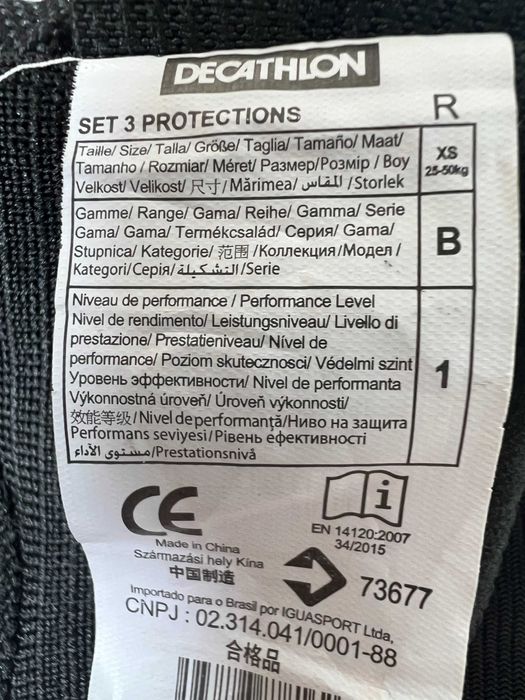 DECATHLON
SET 3 PROTECTIONS
R
Taille/ Size/ Talla/ Größe/ Taglia/ Tamaño/ Maat/
Tamanho / Rozmiar/ Méret/ Размер/Розмір / Boy
Velkost/ Velikost/ 尺寸/Mărimea/ المقاس /Storlek
XS
25-50kg
Gamme/ Range/ Gama/ Reihe/ Gamma/ Serie
Gama/ Gama/ Termékcsalád/ Серия/ Gama/
Stupnica/ Kategorie/ 范围 /Коллекция/Модел /
Kategori/Серія/ التشكيلة /Serie
B
Niveau de performance / Performance Level
Nivel de rendimento/ Leistungsniveau/ Livello di
prestazione/ Prestatieniveau/ Nível de
performance/ Poziom skutecznosci/ Védelmi szint
Уровень эффективности/ Nivel de performanta
Výkonnostná úroveň/ Úroveň výkonnosti/
效能等级/Nivel de performanță/Ниво на защита
Performans seviyesi/Рівень ефективності
مستوى الأداء/Prestationsnivå
1
CE
i
EN 14120:2007
34/2015
Made in China
Származási hely Kína
中国制造
73677
Importado para o Brasil por IGUASPORT Ltda,
CNPJ : 02.314.041/0001-88
合格品